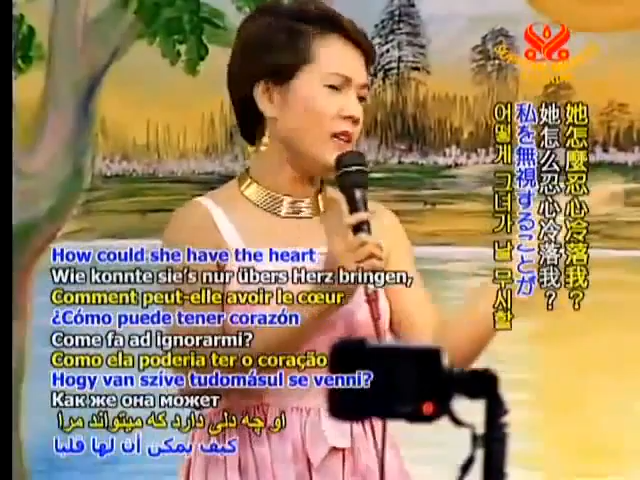 她怎麼忍心冷落我?
她怎么忍心冷落我?
私を無視することが
어떻게 그녀가 날 무시할
How could she have the heart
Wie konnte sie's nur übers Herz bringen,
Comment peut-elle avoir le cœur
¿Cómo puede tener corazón
Come fa ad ignorarmi?
Como ela poderia ter o coração
Hogy van szíve tudomásul se venni?
Как же она может
او چه دلی دارد که میتواند مرا
كيف يمكن أن لها قلبا